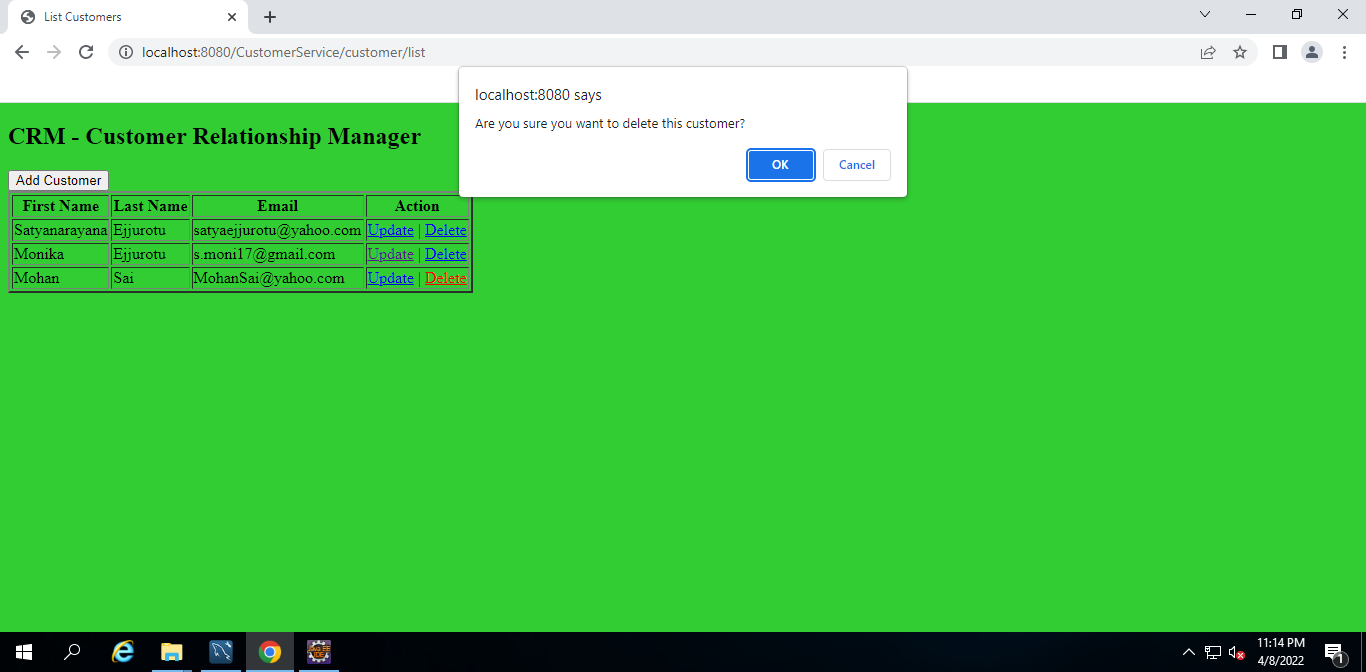 List Customers
localhost:8080/CustomerService/customer/list
localhost:8080 says
Are you sure you want to delete this customer?
OK Cancel
CRM - Customer Relationship Manager
Add Customer
First Name Last Name Email Action
Satyanarayana Ejjurotu satyaejjurotu@yahoo.com Update | Delete
Monika Ejjurotu s.moni17@gmail.com Update | Delete
Mohan Sai MohanSai@yahoo.com Update | Delete
11:14 PM
4/8/2022
1